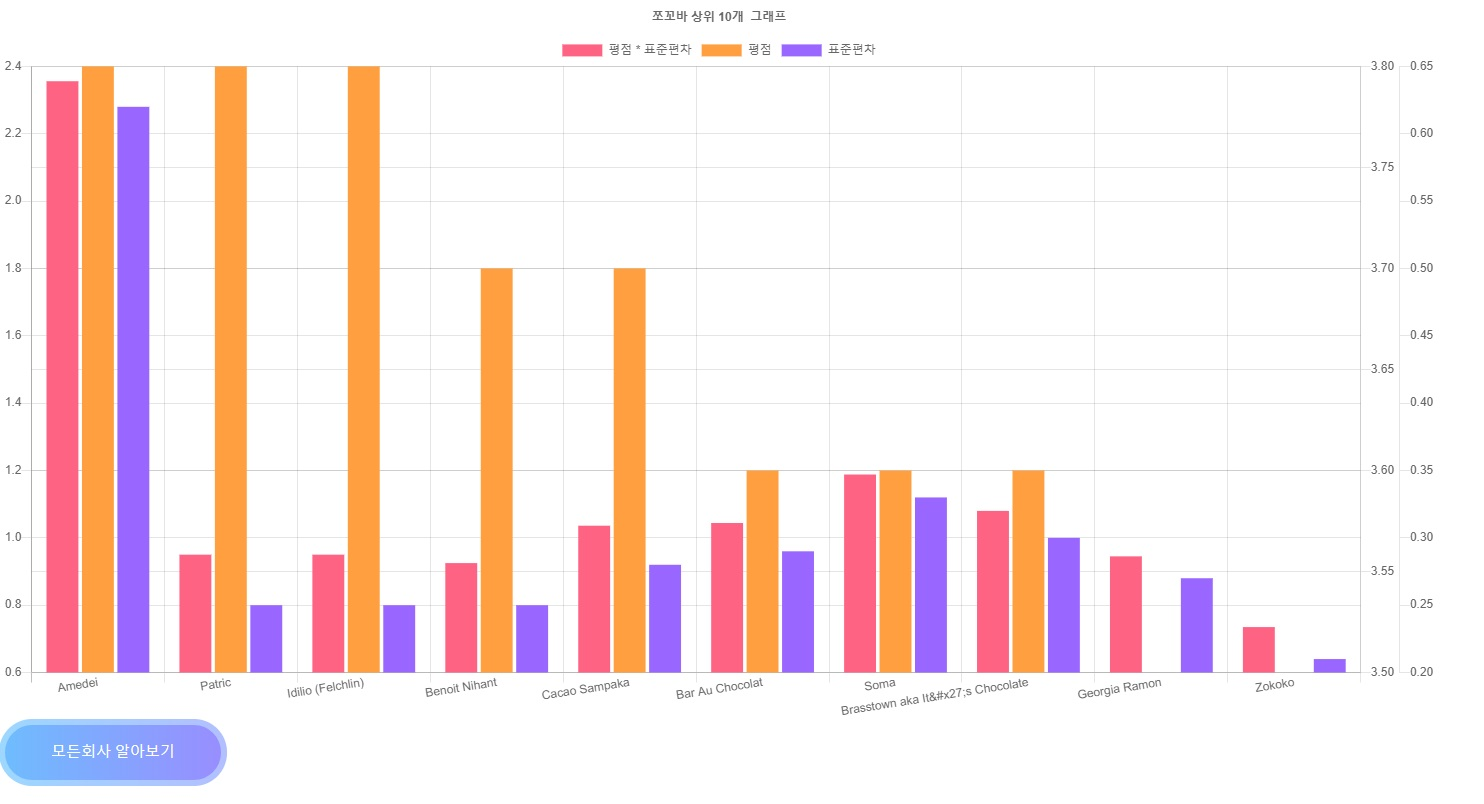 쪼꼬바 상위 10개 그래프
평점 * 표준편차 평점 표준편차
2.4 3.80 0.65
2.2 0.60
3.75
2.0 0.55
1.8 3.70 0.50
1.6 0.45
3.65
1.4 0.40
1.2 3.60 0.35
1.0 0.30
3.55
0.8 0.25
0.6 3.50 0.20
Amedei
Patric
Idilio (Felchlin)
Benoit Nihant
Cacao Sampaka
Bar Au Chocolat
Soma
Brasstown aka It&#x27;s Chocolate
Georgia Ramon
Zokoko
모든회사 알아보기